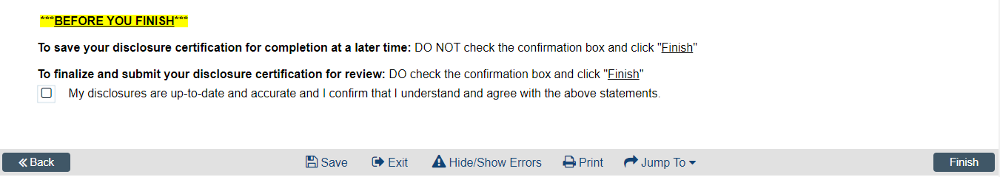 ***BEFORE YOU FINISH***
To save your disclosure certification for completion at a later time: DO NOT check the confirmation box and click "Finish"
To finalize and submit your disclosure certification for review: DO check the confirmation box and click "Finish"
My disclosures are up-to-date and accurate and I confirm that I understand and agree with the above statements.
Back Save Exit Hide/Show Errors Print Jump To Finish